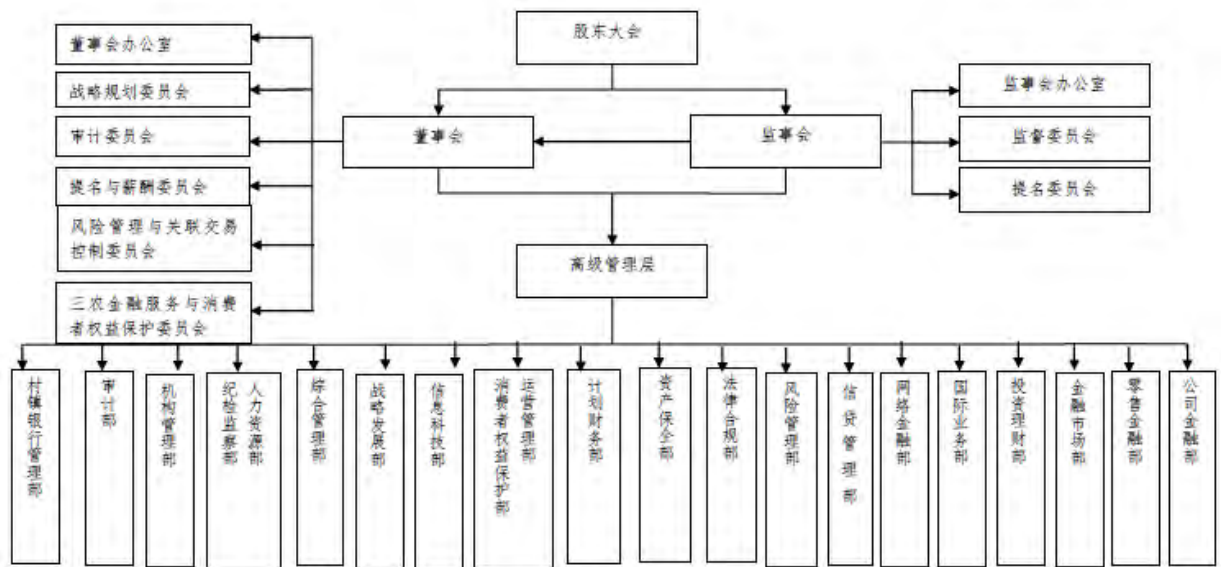 股东大会
董事会办公室
战略规划委员会
审计委员会
提名与薪酬委员会
风险管理与关联交易
控制委员会
三农金融服务与消费
者权益保护委员会
董事会
监事会
监事会办公室
监督委员会
提名委员会
高级管理层
村镇银行管理部
审计部
机构管理部
人力资源部
纪检监察部
综合管理部
战略发展部
信息科技部
运营管理部
消费者权益保护部
计划财务部
资产保全部
法律合规部
风险管理部
信贷管理部
网络金融部
国际业务部
投资理财部
金融市场部
零售金融部
公司金融部